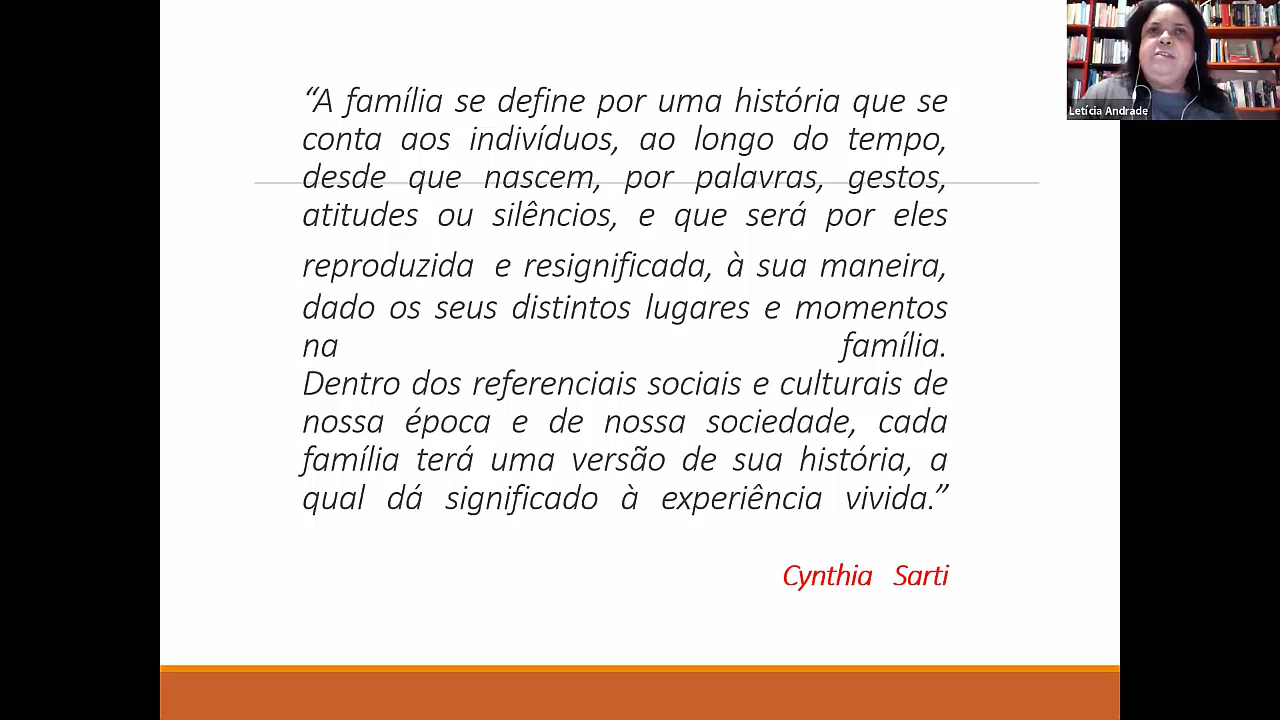 “A família se define por uma história que se
conta aos indivíduos, ao longo do tempo,
desde que nascem, por palavras, gestos,
atitudes ou silêncios, e que será por eles
reproduzida e resignificada, à sua maneira,
dado os seus distintos lugares e momentos
na família.
Dentro dos referenciais sociais e culturais de
nossa época e de nossa sociedade, cada
família terá uma versão de sua história, a
qual dá significado à experiência vivida.”
Cynthia Sarti
Letícia Andrade